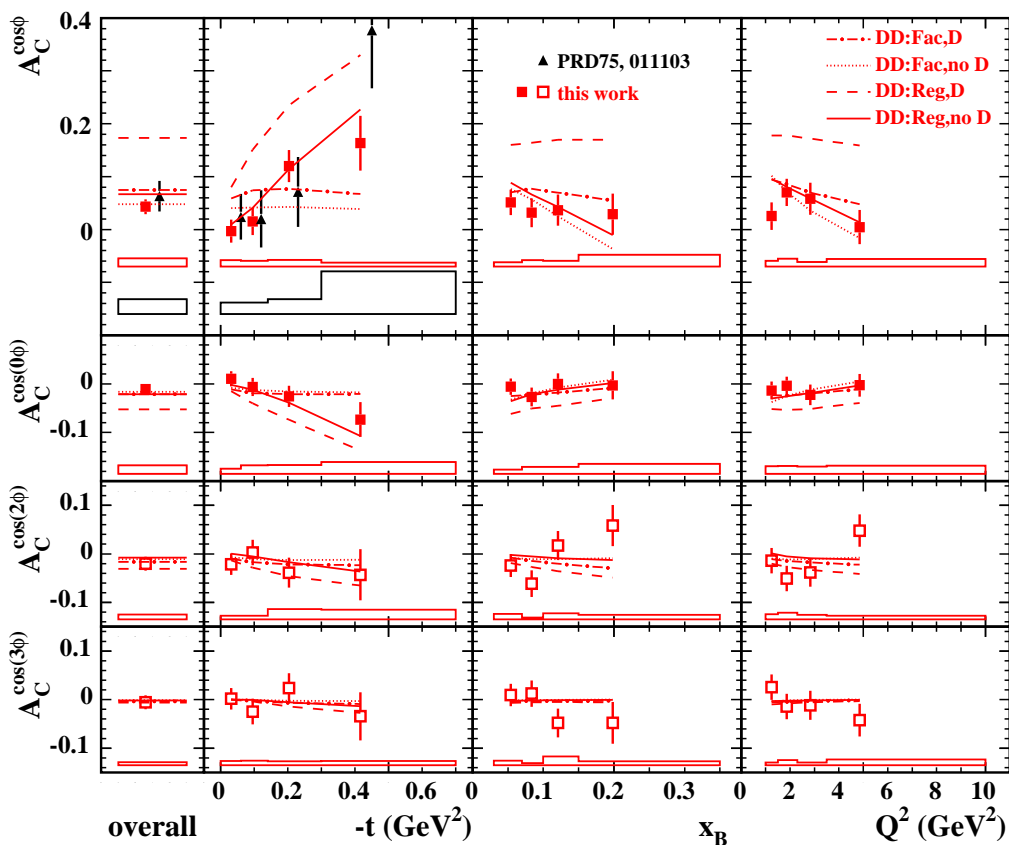 A_C^cosϕ
0.4
0.2
0
PRD75, 011103
this work
DD:Fac,D
DD:Fac,no D
DD:Reg,D
DD:Reg,no D
A_C^cos(0ϕ)
0
-0.1
A_C^cos(2ϕ)
0.1
0
-0.1
A_C^cos(3ϕ)
0.1
0
-0.1
0 0.2 0.4 0.6 0 0.1 0.2 0.3 0 2 4 6 8 10
overall -t (GeV²) x_B Q² (GeV²)